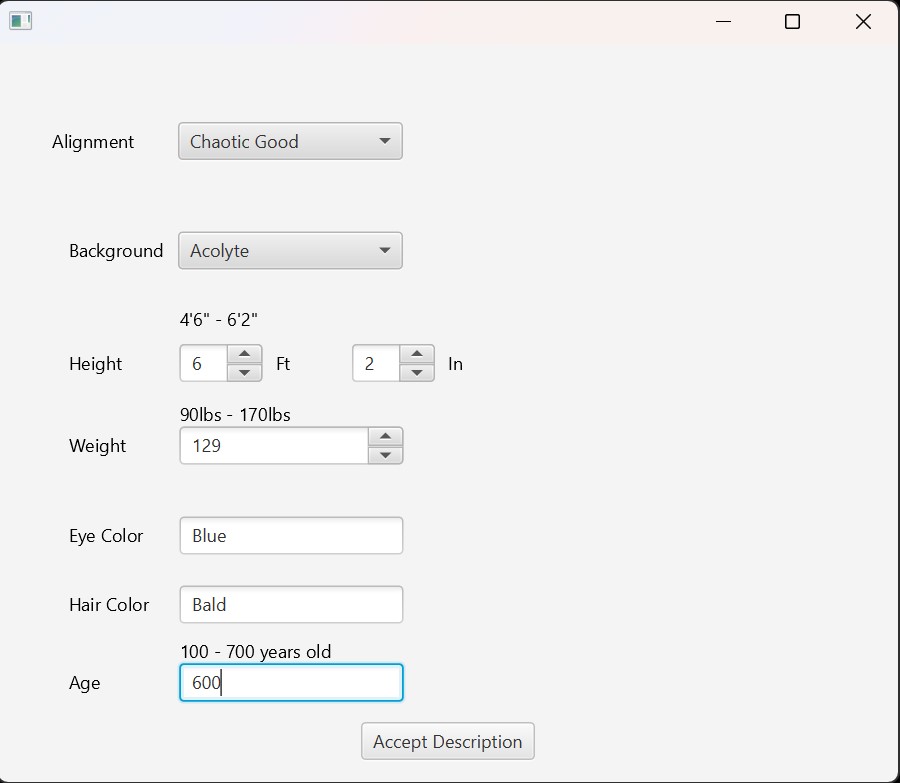 Alignment Chaotic Good
Background Acolyte
4'6" - 6'2"
Height 6 Ft 2 In
90lbs - 170lbs
Weight 129
Eye Color Blue
Hair Color Bald
100 - 700 years old
Age 600
Accept Description